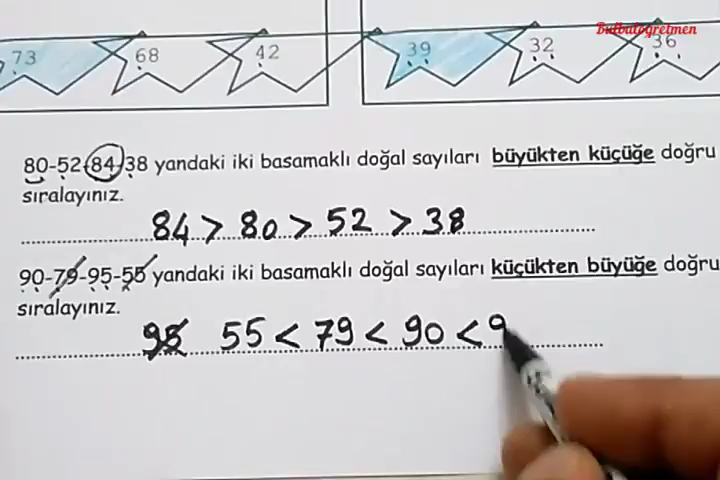 Bulbulogretmen
73 68 42 39 32 36
80-52-84-38 yandaki iki basamaklı doğal sayıları büyükten küçüğe doğru
sıralayınız.
84 > 80 > 52 > 38
90-79-95-55 yandaki iki basamaklı doğal sayıları küçükten büyüğe doğru
sıralayınız.
95 55 < 79 < 90 < 9